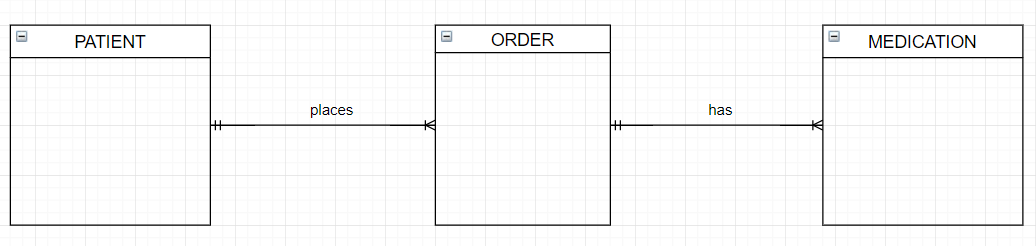 PATIENT
ORDER
MEDICATION
places
has